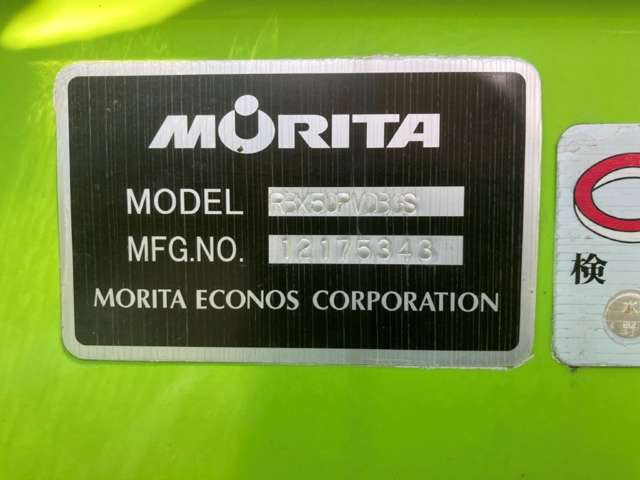 MORITA
MODEL
MFG.NO. 12175343
MORITA ECONOS CORPORATION
検